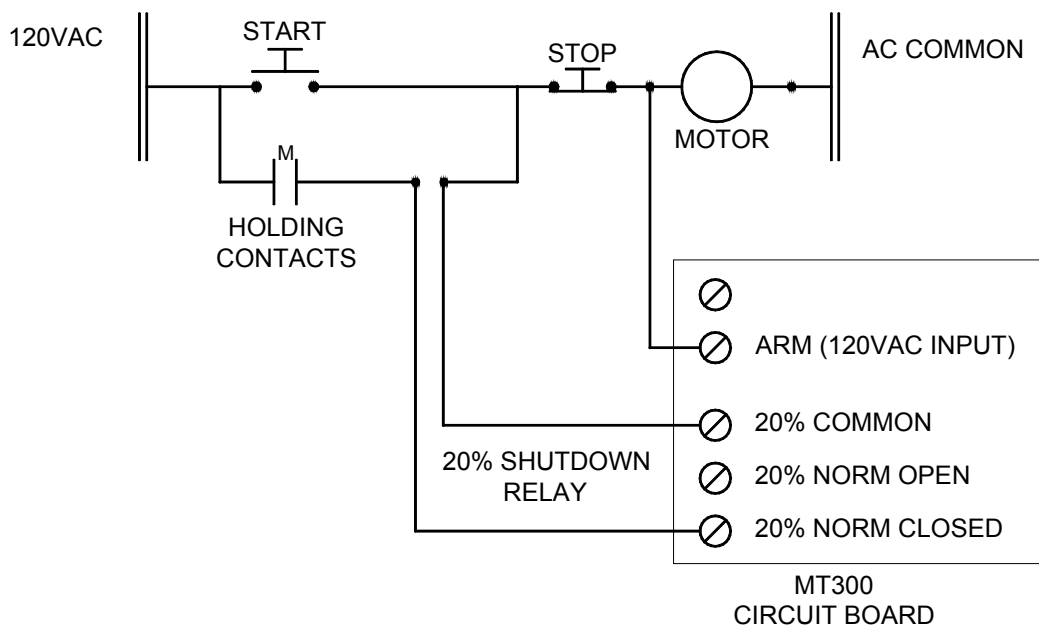 120VAC
START
STOP
AC COMMON
MOTOR
M
HOLDING
CONTACTS
ARM (120VAC INPUT)
20% COMMON
20% SHUTDOWN
RELAY
20% NORM OPEN
20% NORM CLOSED
MT300
CIRCUIT BOARD